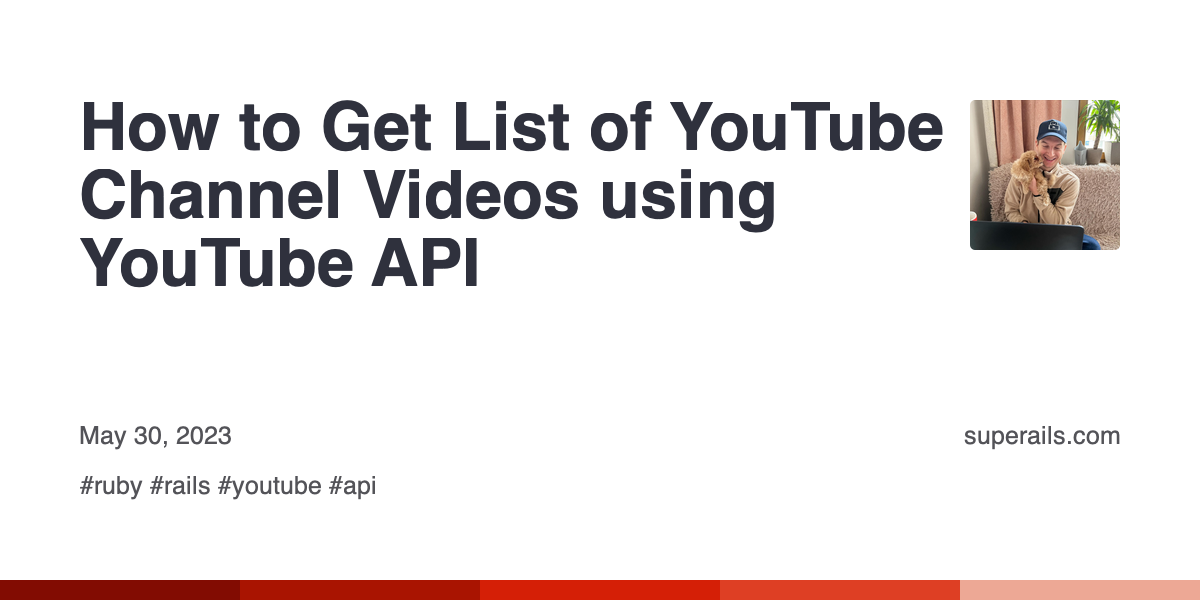 How to Get List of YouTube
Channel Videos using
YouTube API
May 30, 2023
superails.com
#ruby #rails #youtube #api